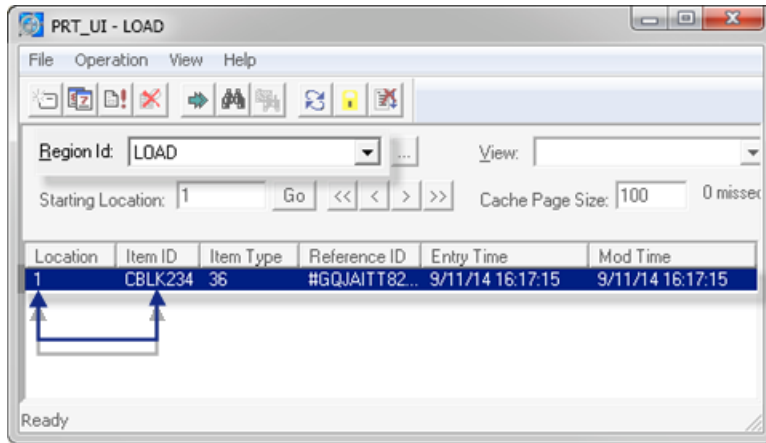 PRT_UI - LOAD
File Operation View Help
Region Id: LOAD ... View:
Starting Location: 1 Go << < > >> Cache Page Size: 100 0 missed
Location Item ID Item Type Reference ID Entry Time Mod Time
1 CBLK234 36 #GQJAITT82... 9/11/14 16:17:15 9/11/14 16:17:15
Ready